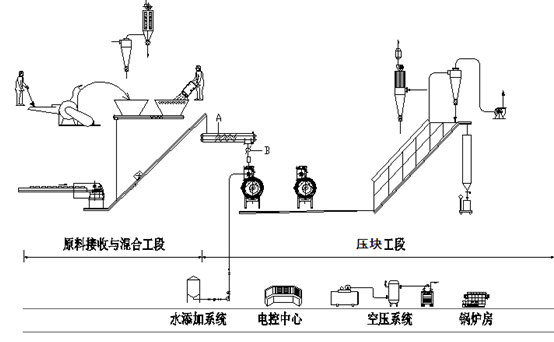 A
B
原料接收与混合工段
压块工段
水添加系统
电控中心
空压系统
锅炉房